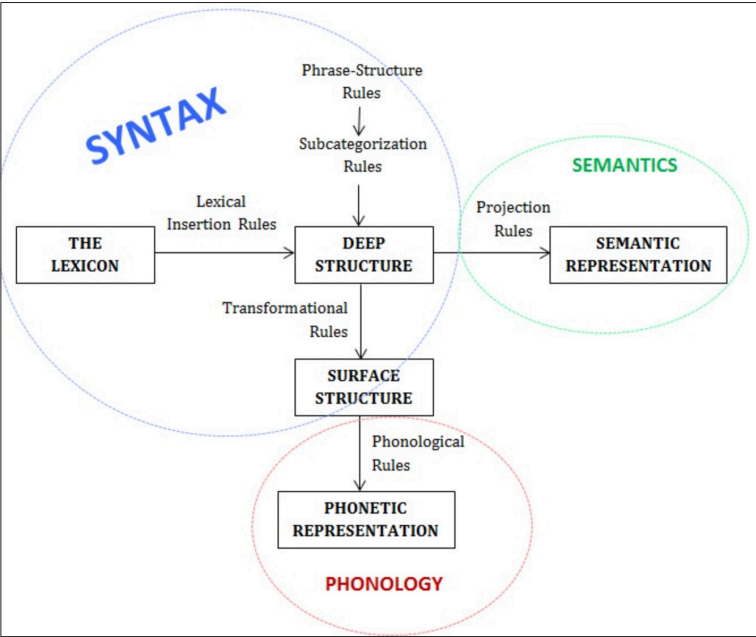 SYNTAX
Phrase-Structure
Rules
Subcategorization
Rules
SEMANTICS
Lexical
Insertion Rules
Projection
Rules
THE
LEXICON
DEEP
STRUCTURE
SEMANTIC
REPRESENTATION
Transformational
Rules
SURFACE
STRUCTURE
Phonological
Rules
PHONETIC
REPRESENTATION
PHONOLOGY